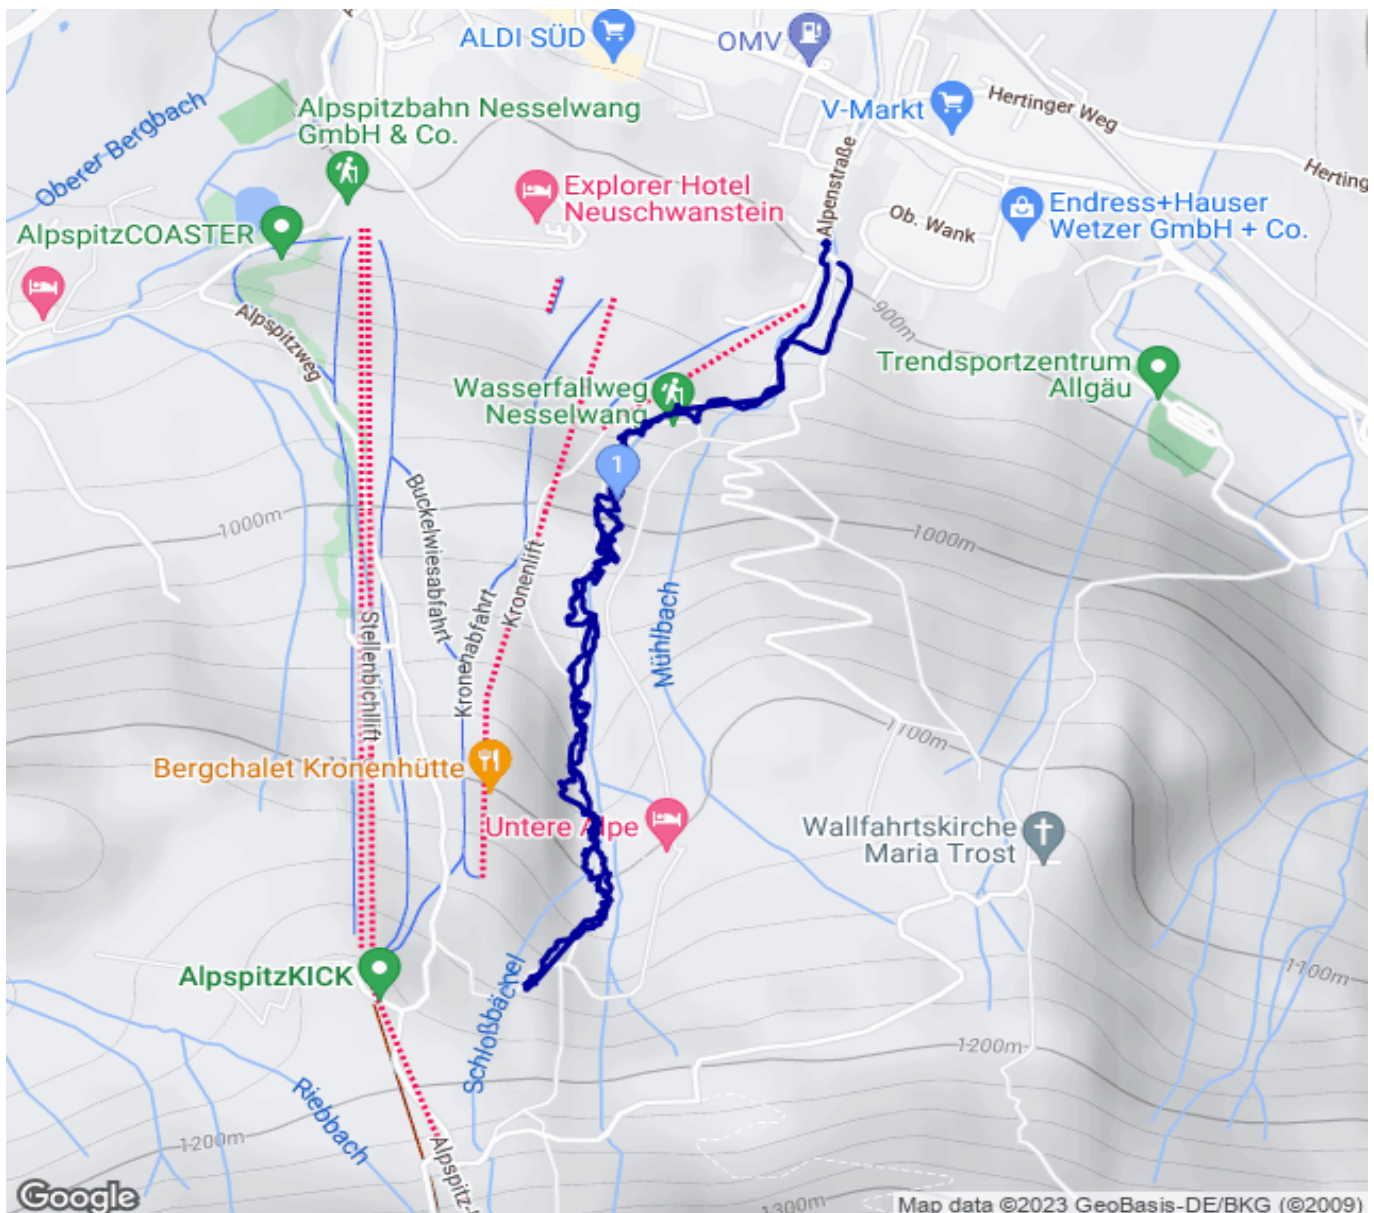 ALDI SÜD
OMV
Oberer Bergbach
Alpspitzbahn Nesselwang
GmbH & Co.
V-Markt
Hertinger Weg
Herting
Alpenstraße
Explorer Hotel
Neuschwanstein
Ob. Wank
Endress+Hauser
Wetzer GmbH + Co.
AlpspitzCOASTER
Alpspitzweg
900m
Trendsportzentrum
Allgäu
Wasserfallweg
Nesselwang
1
Buckelwiesabfahrt
1000m
1000m
Kronenlift
Kronenabfahrt
Stellenbichllift
Mühlbach
1100m
Bergchalet Kronenhütte
Untere Alpe
Wallfahrtskirche
Maria Trost
AlpspitzKICK
Schloßbächel
1100m
1200m
Riebbach
1200m
Alpspitz-
1300m
Google
Map data ©2023 GeoBasis-DE/BKG (©2009)